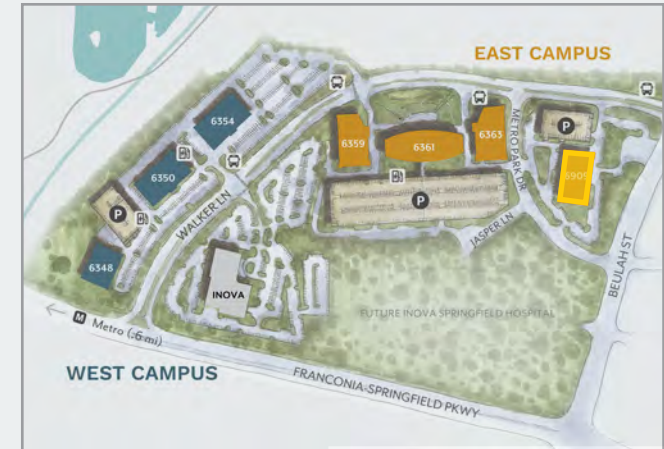 EAST CAMPUS
6354
6359
6361
6363
METRO PARK DR
P
6350
P
WALKER LN
P
JASPER LN
6348
INOVA
BEULAH ST
FUTURE INOVA SPRINGFIELD HOSPITAL
M Metro (.6 mi)
WEST CAMPUS
FRANCONIA-SPRINGFIELD PKWY